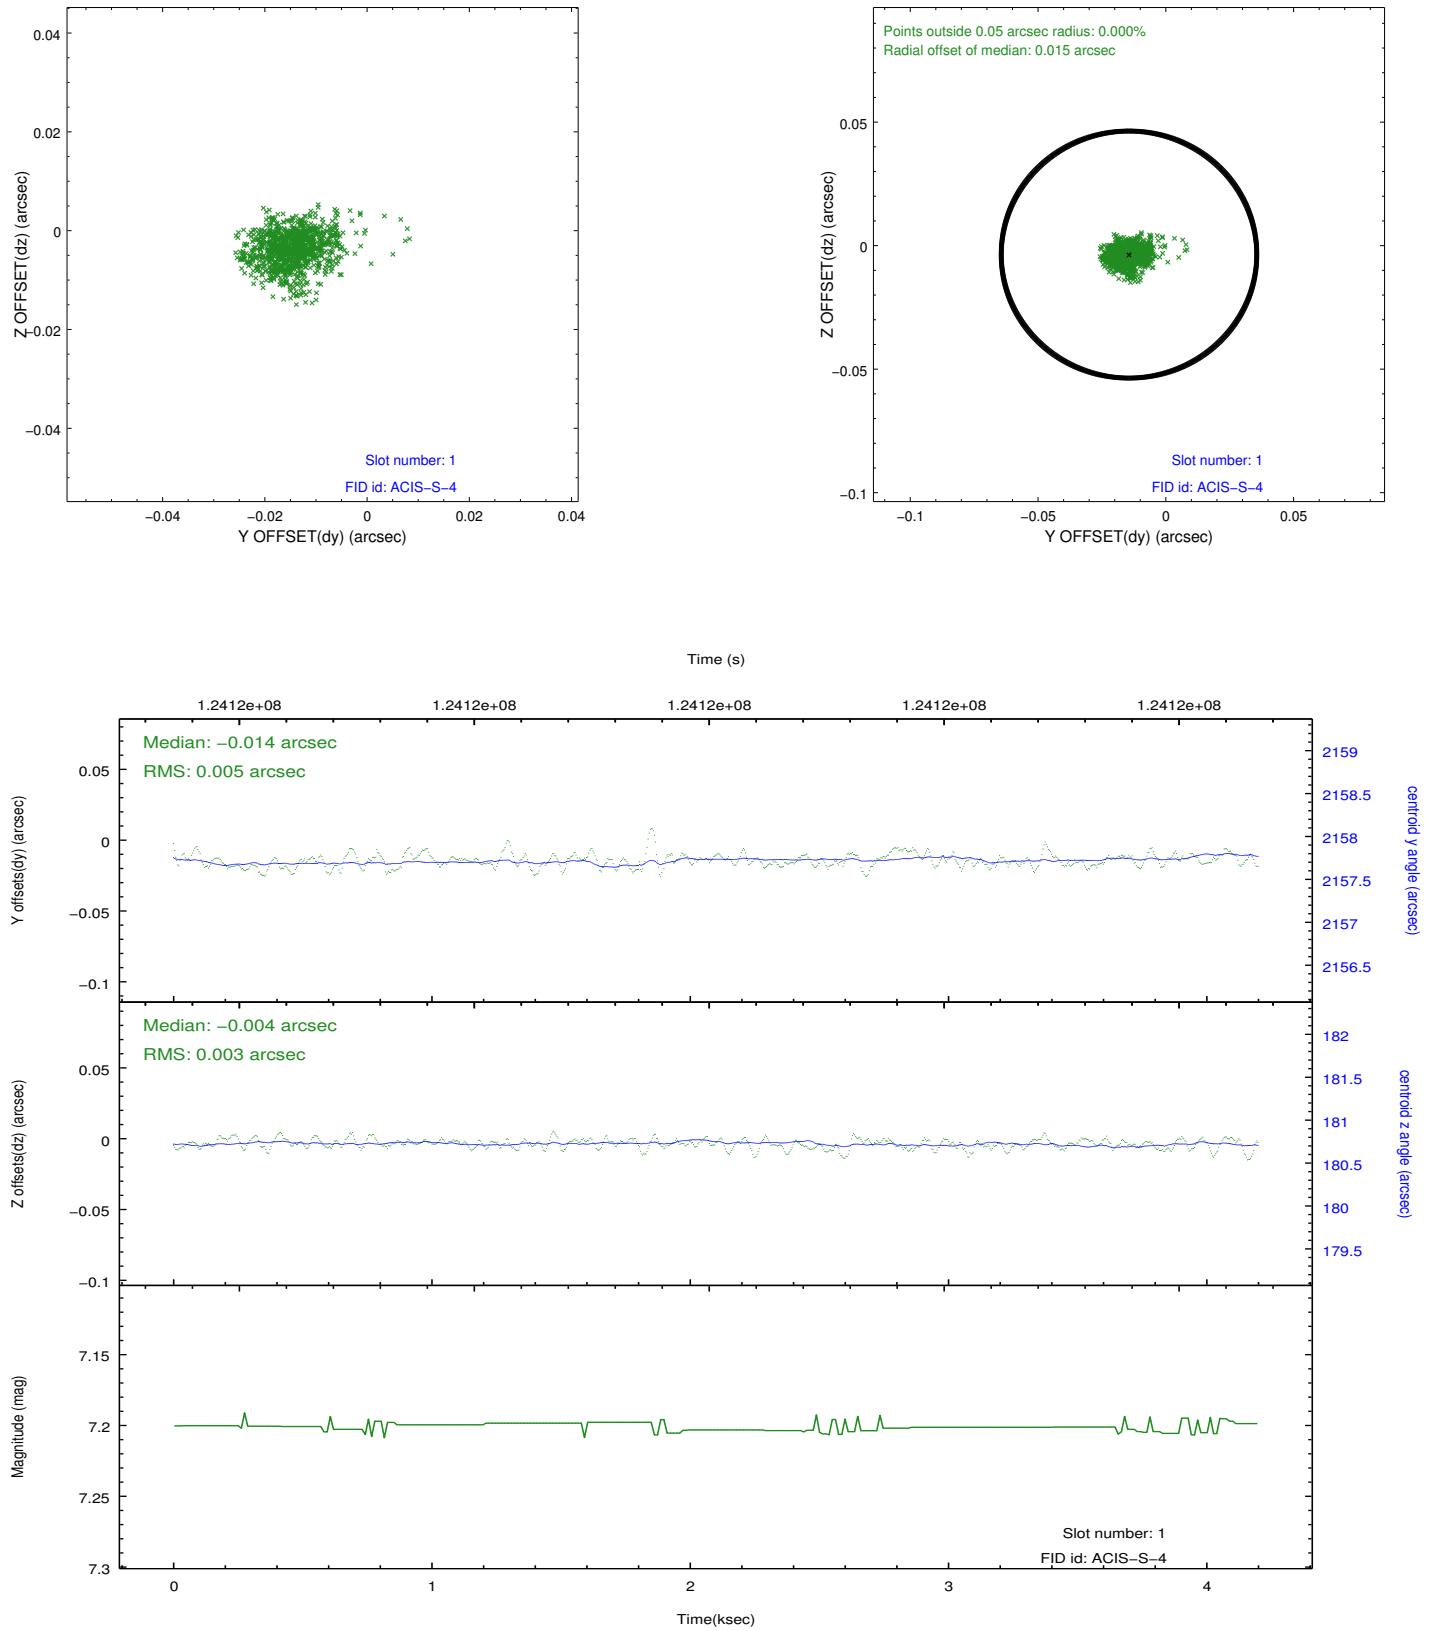 0.04
0.02
0
−0.02
−0.04
Z OFFSET(dz) (arcsec)
Slot number: 1
FID id: ACIS−S−4
−0.04
−0.02
0
0.02
0.04
Y OFFSET(dy) (arcsec)
Points outside 0.05 arcsec radius: 0.000%
Radial offset of median: 0.015 arcsec
0.05
0
−0.05
−0.1
Z OFFSET(dz) (arcsec)
Slot number: 1
FID id: ACIS−S−4
−0.1
−0.05
0
0.05
Y OFFSET(dy) (arcsec)
Time (s)
1.2412e+08
1.2412e+08
1.2412e+08
1.2412e+08
1.2412e+08
Median: −0.014 arcsec
RMS: 0.005 arcsec
0.05
0
−0.05
−0.1
Y offsets(dy) (arcsec)
2159
2158.5
2158
2157.5
2157
2156.5
centroid y angle (arcsec)
Median: −0.004 arcsec
RMS: 0.003 arcsec
0.05
0
−0.05
−0.1
Z offsets(dz) (arcsec)
182
181.5
181
180.5
180
179.5
centroid z angle (arcsec)
7.15
7.2
7.25
7.3
Magnitude (mag)
Slot number: 1
FID id: ACIS−S−4
0
1
2
3
4
Time(ksec)